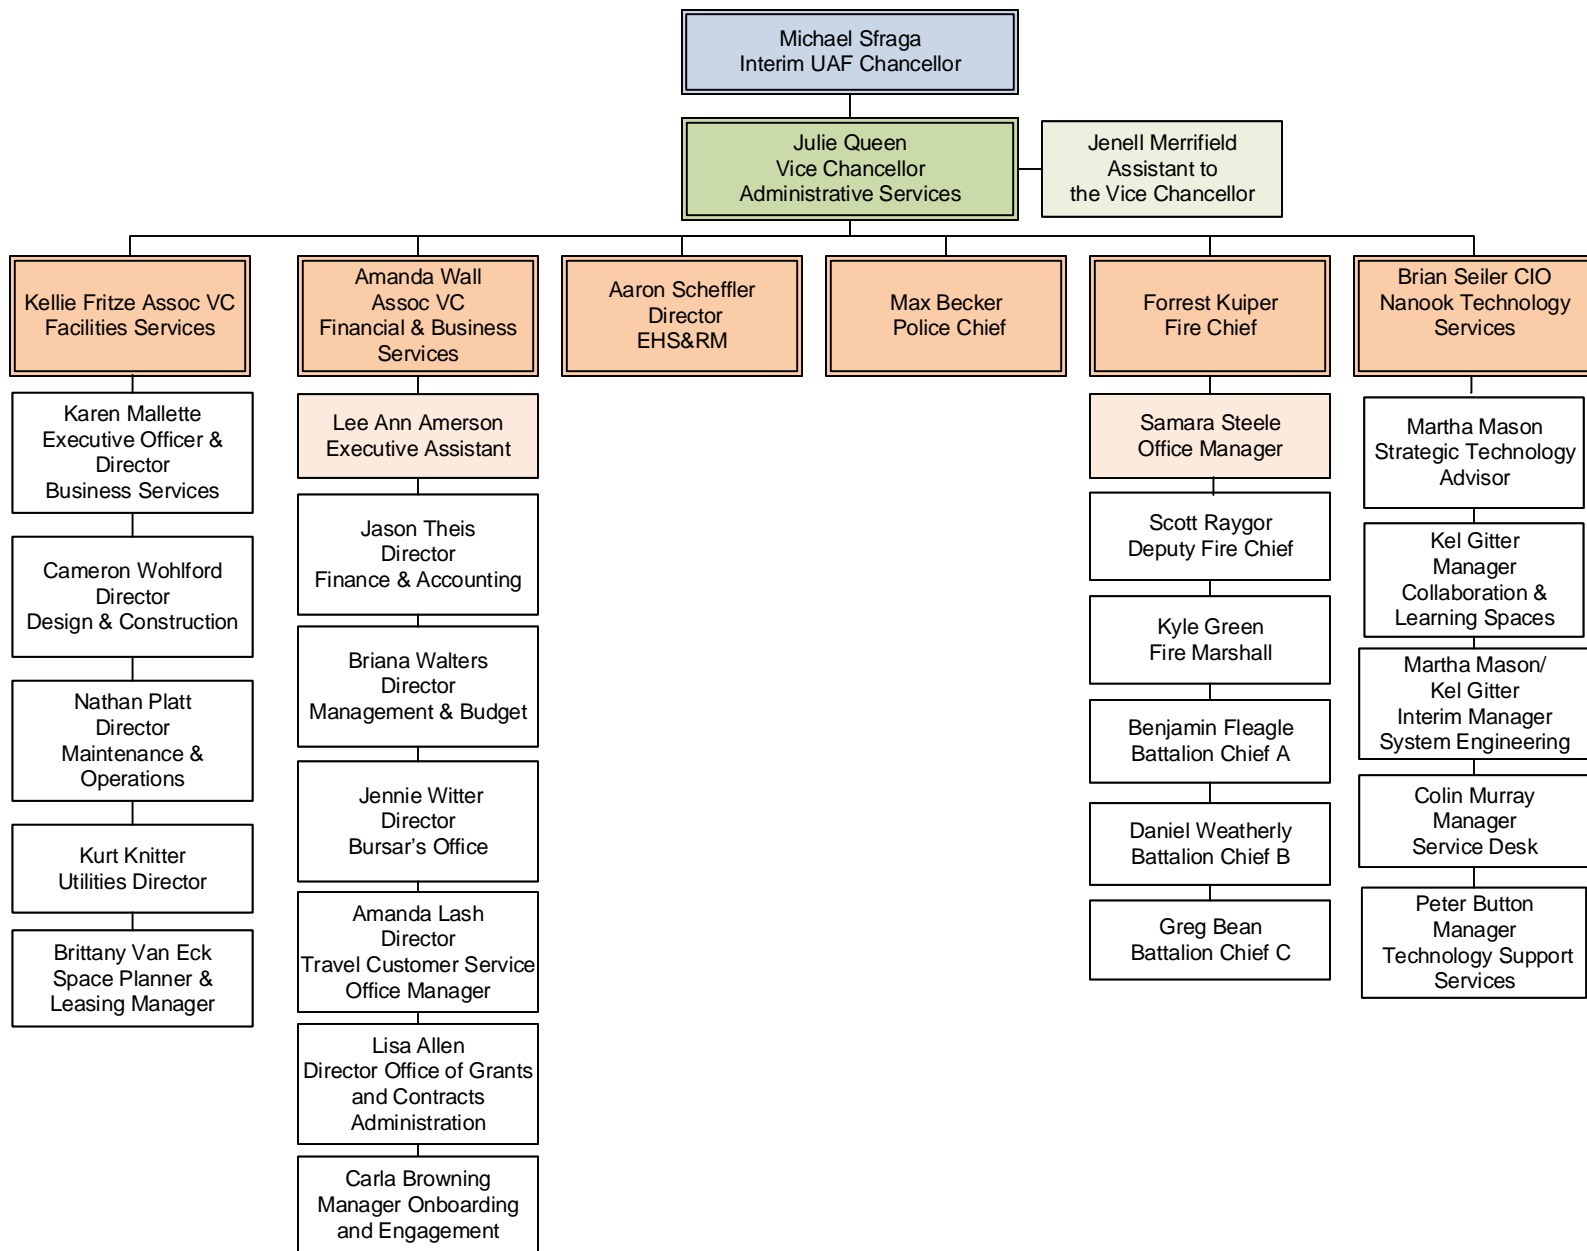 Michael Sfraga
Interim UAF Chancellor
Julie Queen
Vice Chancellor
Administrative Services
Jenell Merrifield
Assistant to
the Vice Chancellor
Kellie Fritze Assoc VC
Facilities Services
Karen Mallette
Executive Officer &
Director
Business Services
Cameron Wohlford
Director
Design & Construction
Nathan Platt
Director
Maintenance &
Operations
Kurt Knitter
Utilities Director
Brittany Van Eck
Space Planner &
Leasing Manager
Amanda Wall
Assoc VC
Financial & Business
Services
Lee Ann Amerson
Executive Assistant
Jason Theis
Director
Finance & Accounting
Briana Walters
Director
Management & Budget
Jennie Witter
Director
Bursar’s Office
Amanda Lash
Director
Travel Customer Service
Office Manager
Lisa Allen
Director Office of Grants
and Contracts
Administration
Carla Browning
Manager Onboarding
and Engagement
Aaron Scheffler
Director
EHS&RM
Max Becker
Police Chief
Forrest Kuiper
Fire Chief
Samara Steele
Office Manager
Scott Raygor
Deputy Fire Chief
Kyle Green
Fire Marshall
Benjamin Fleagle
Battalion Chief A
Daniel Weatherly
Battalion Chief B
Greg Bean
Battalion Chief C
Brian Seiler CIO
Nanook Technology
Services
Martha Mason
Strategic Technology
Advisor
Kel Gitter
Manager
Collaboration &
Learning Spaces
Martha Mason/
Kel Gitter
Interim Manager
System Engineering
Colin Murray
Manager
Service Desk
Peter Button
Manager
Technology Support
Services